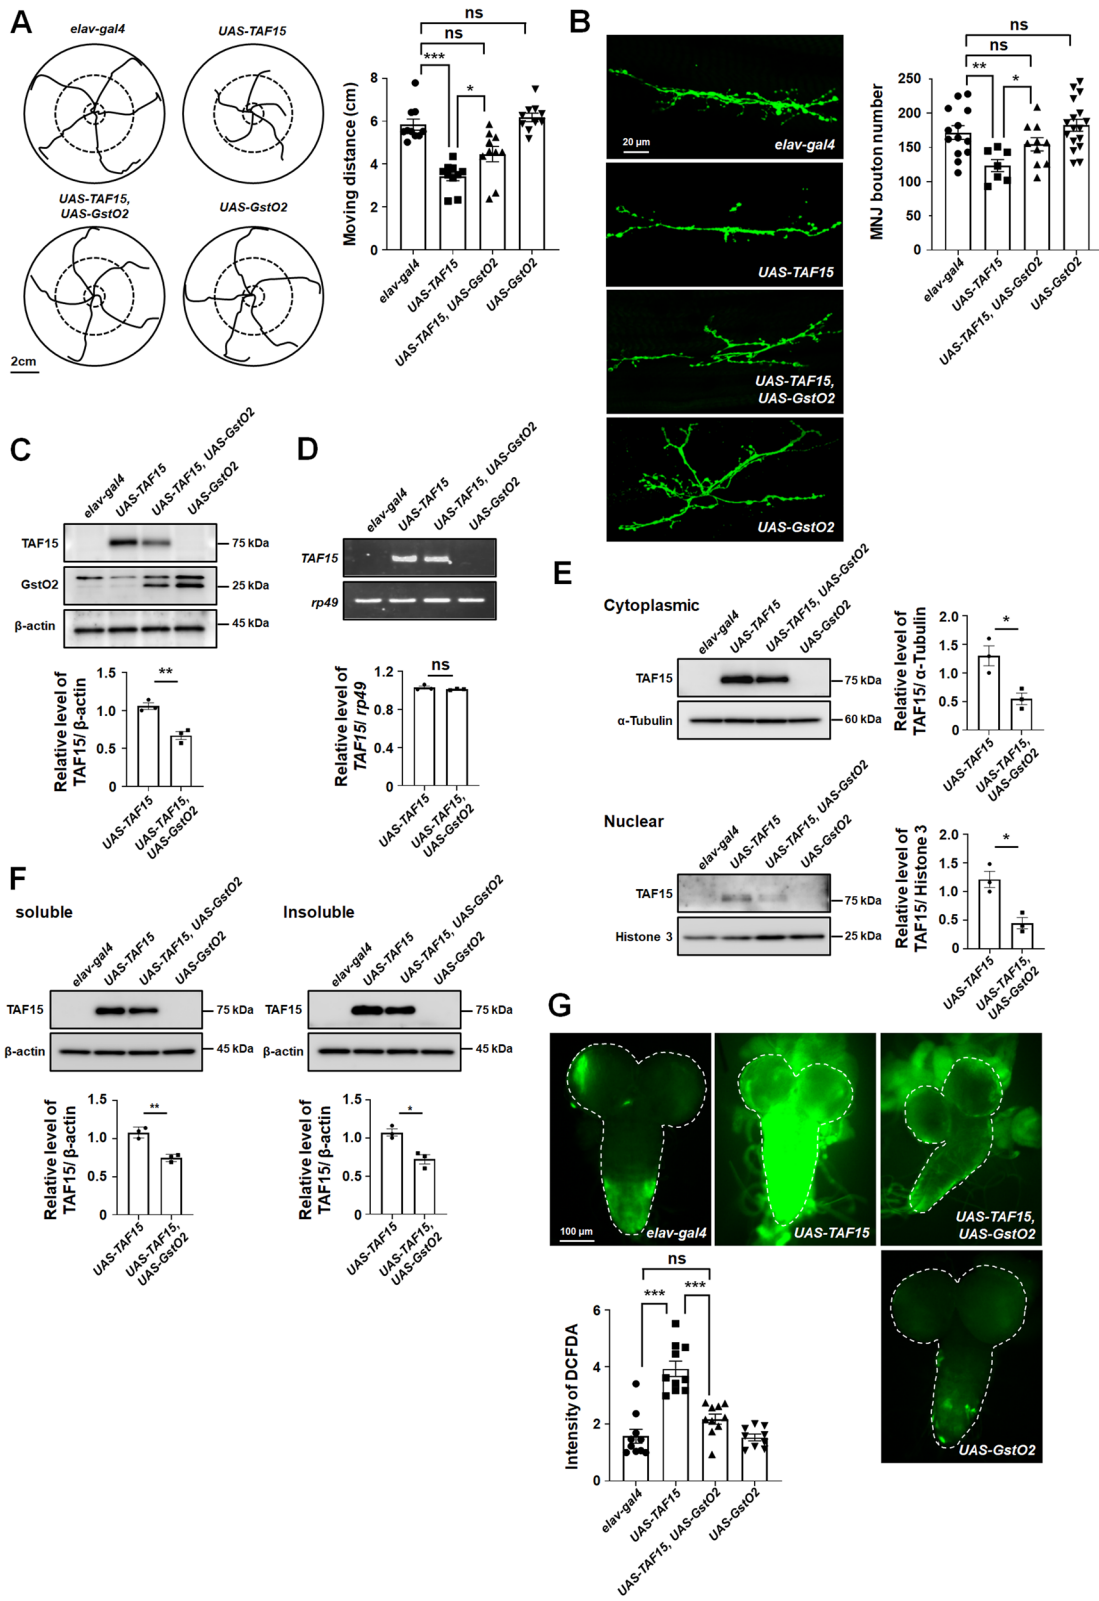 A
elav-gal4
UAS-TAF15
UAS-TAF15,
UAS-GstO2
UAS-GstO2
2cm
ns
ns
***
*
Moving distance (cm)
8
6
4
2
0
elav-gal4
UAS-TAF15
UAS-TAF15, UAS-GstO2
UAS-GstO2
B
20 μm
elav-gal4
UAS-TAF15
UAS-TAF15,
UAS-GstO2
UAS-GstO2
ns
ns
**
*
MNJ bouton number
250
200
150
100
50
0
elav-gal4
UAS-TAF15
UAS-TAF15, UAS-GstO2
UAS-GstO2
C
elav-gal4
UAS-TAF15
UAS-TAF15, UAS-GstO2
UAS-GstO2
TAF15
75 kDa
GstO2
25 kDa
β-actin
45 kDa
Relative level of
TAF15/ β-actin
1.5
1.0
0.5
0
**
UAS-TAF15
UAS-TAF15,
UAS-GstO2
D
elav-gal4
UAS-TAF15
UAS-TAF15, UAS-GstO2
UAS-GstO2
TAF15
rp49
Relative level of
TAF15/ rp49
1.2
0.8
0.4
0
ns
UAS-TAF15
UAS-TAF15,
UAS-GstO2
E
Cytoplasmic
elav-gal4
UAS-TAF15
UAS-TAF15, UAS-GstO2
UAS-GstO2
TAF15
75 kDa
α-Tubulin
60 kDa
Relative level of
TAF15/ α-Tubulin
2.0
1.5
1.0
0.5
0
*
UAS-TAF15
UAS-TAF15,
UAS-GstO2
Nuclear
elav-gal4
UAS-TAF15
UAS-TAF15, UAS-GstO2
UAS-GstO2
TAF15
75 kDa
Histone 3
25 kDa
Relative level of
TAF15/ Histone 3
2.0
1.5
1.0
0.5
0
*
UAS-TAF15
UAS-TAF15,
UAS-GstO2
F
soluble
elav-gal4
UAS-TAF15
UAS-TAF15, UAS-GstO2
UAS-GstO2
TAF15
75 kDa
β-actin
45 kDa
Relative level of
TAF15/ β-actin
1.5
1.0
0.5
0
**
UAS-TAF15
UAS-TAF15,
UAS-GstO2
Insoluble
elav-gal4
UAS-TAF15
UAS-TAF15, UAS-GstO2
UAS-GstO2
TAF15
75 kDa
β-actin
45 kDa
Relative level of
TAF15/ β-actin
1.5
1.0
0.5
0
*
UAS-TAF15
UAS-TAF15,
UAS-GstO2
G
100 μm
elav-gal4
UAS-TAF15
UAS-TAF15,
UAS-GstO2
UAS-GstO2
ns
***
***
Intensity of DCFDA
6
4
2
0
elav-gal4
UAS-TAF15
UAS-TAF15, UAS-GstO2
UAS-GstO2